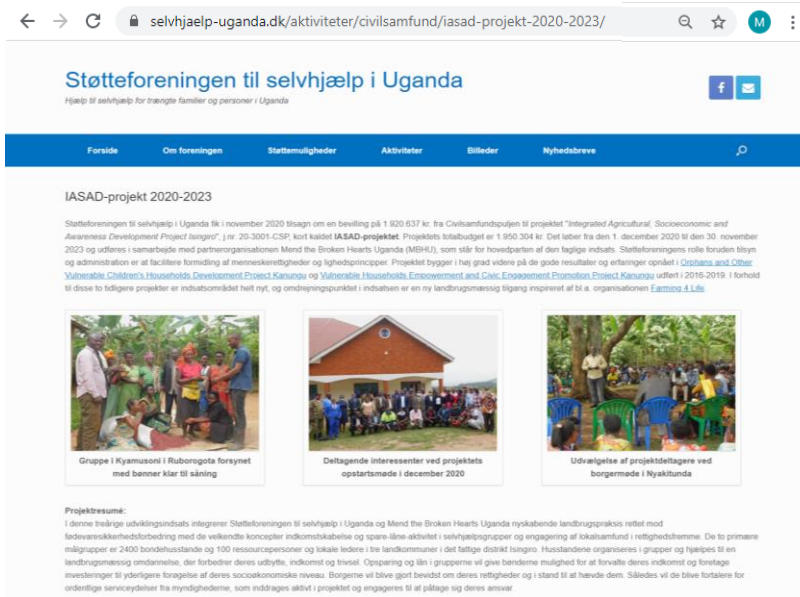 selvhjaelp-uganda.dk/aktiviteter/civilsamfund/iasad-projekt-2020-2023/
M
Støtteforeningen til selvhjælp i Uganda
Hjælp til selvhjælp for trængte familier og personer i Uganda
f
Forside Om foreningen Støttemuligheder Aktiviteter Billeder Nyhedsbreve
IASAD-projekt 2020-2023
Støtteforeningen til selvhjælp i Uganda fik i november 2020 tilsagn om en bevilling på 1.920.637 kr. fra Civilsamfundspuljen til projektet "Integrated Agricultural, Socioeconomic and
Awareness Development Project Isingiro", j.nr. 20-3001-CSP, kort kaldet IASAD-projektet. Projektets totalbudget er 1.950.304 kr. Det løber fra den 1. december 2020 til den 30. november
2023 og udføres i samarbejde med partnerorganisationen Mend the Broken Hearts Uganda (MBHU), som står for hovedparten af den faglige indsats. Støtteforeningens rolle foruden tilsyn
og administration er at facilitere formidling af menneskerettigheder og lighedsprincipper. Projektet bygger i høj grad videre på de gode resultater og erfaringer opnået i Orphans and Other
Vulnerable Children's Households Development Project Kanungu og Vulnerable Households Empowerment and Civic Engagement Promotion Project Kanungu udført i 2016-2019. I forhold
til disse to tidligere projekter er indsatsområdet helt nyt, og omdrejningspunktet i indsatsen er en ny landbrugsmæssig tilgang inspireret af bl.a. organisationen Farming 4 Life.
Gruppe i Kyamusoni i Ruborogota forsynet
med bønner klar til såning
Deltagende interessenter ved projektets
opstartsmøde i december 2020
Udvælgelse af projektdeltagere ved
borgermøde i Nyakitunda
Projektresumé:
I denne treårige udviklingsindsats integrerer Støtteforeningen til selvhjælp i Uganda og Mend the Broken Hearts Uganda nyskabende landbrugspraksis rettet mod
fødevaresikkerhedsforbedring med de velkendte koncepter indkomstskabelse og spare-låne-aktivitet i selvhjælpsgrupper og engagering af lokalsamfund i rettighedsfremme. De to primære
målgrupper er 2400 bondehusstande og 100 ressourcepersoner og lokale ledere i tre landkommuner i det fattige distrikt Isingiro. Husstandene organiseres i grupper og hjælpes til en
landbrugsmæssig omdannelse, der forbedrer deres udbytte, indkomst og trivsel. Opsparing og lån i grupperne vil give bønderne mulighed for at forvalte deres indkomst og foretage
investeringer til yderligere forøgelse af deres socioøkonomiske niveau. Borgerne vil blive gjort bevidst om deres rettigheder og i stand til at hævde dem. Således vil de blive fortalere for
ordentlige serviceydelser fra myndighederne, som inddrages aktivt i projektet og engageres til at påtage sig deres ansvar.